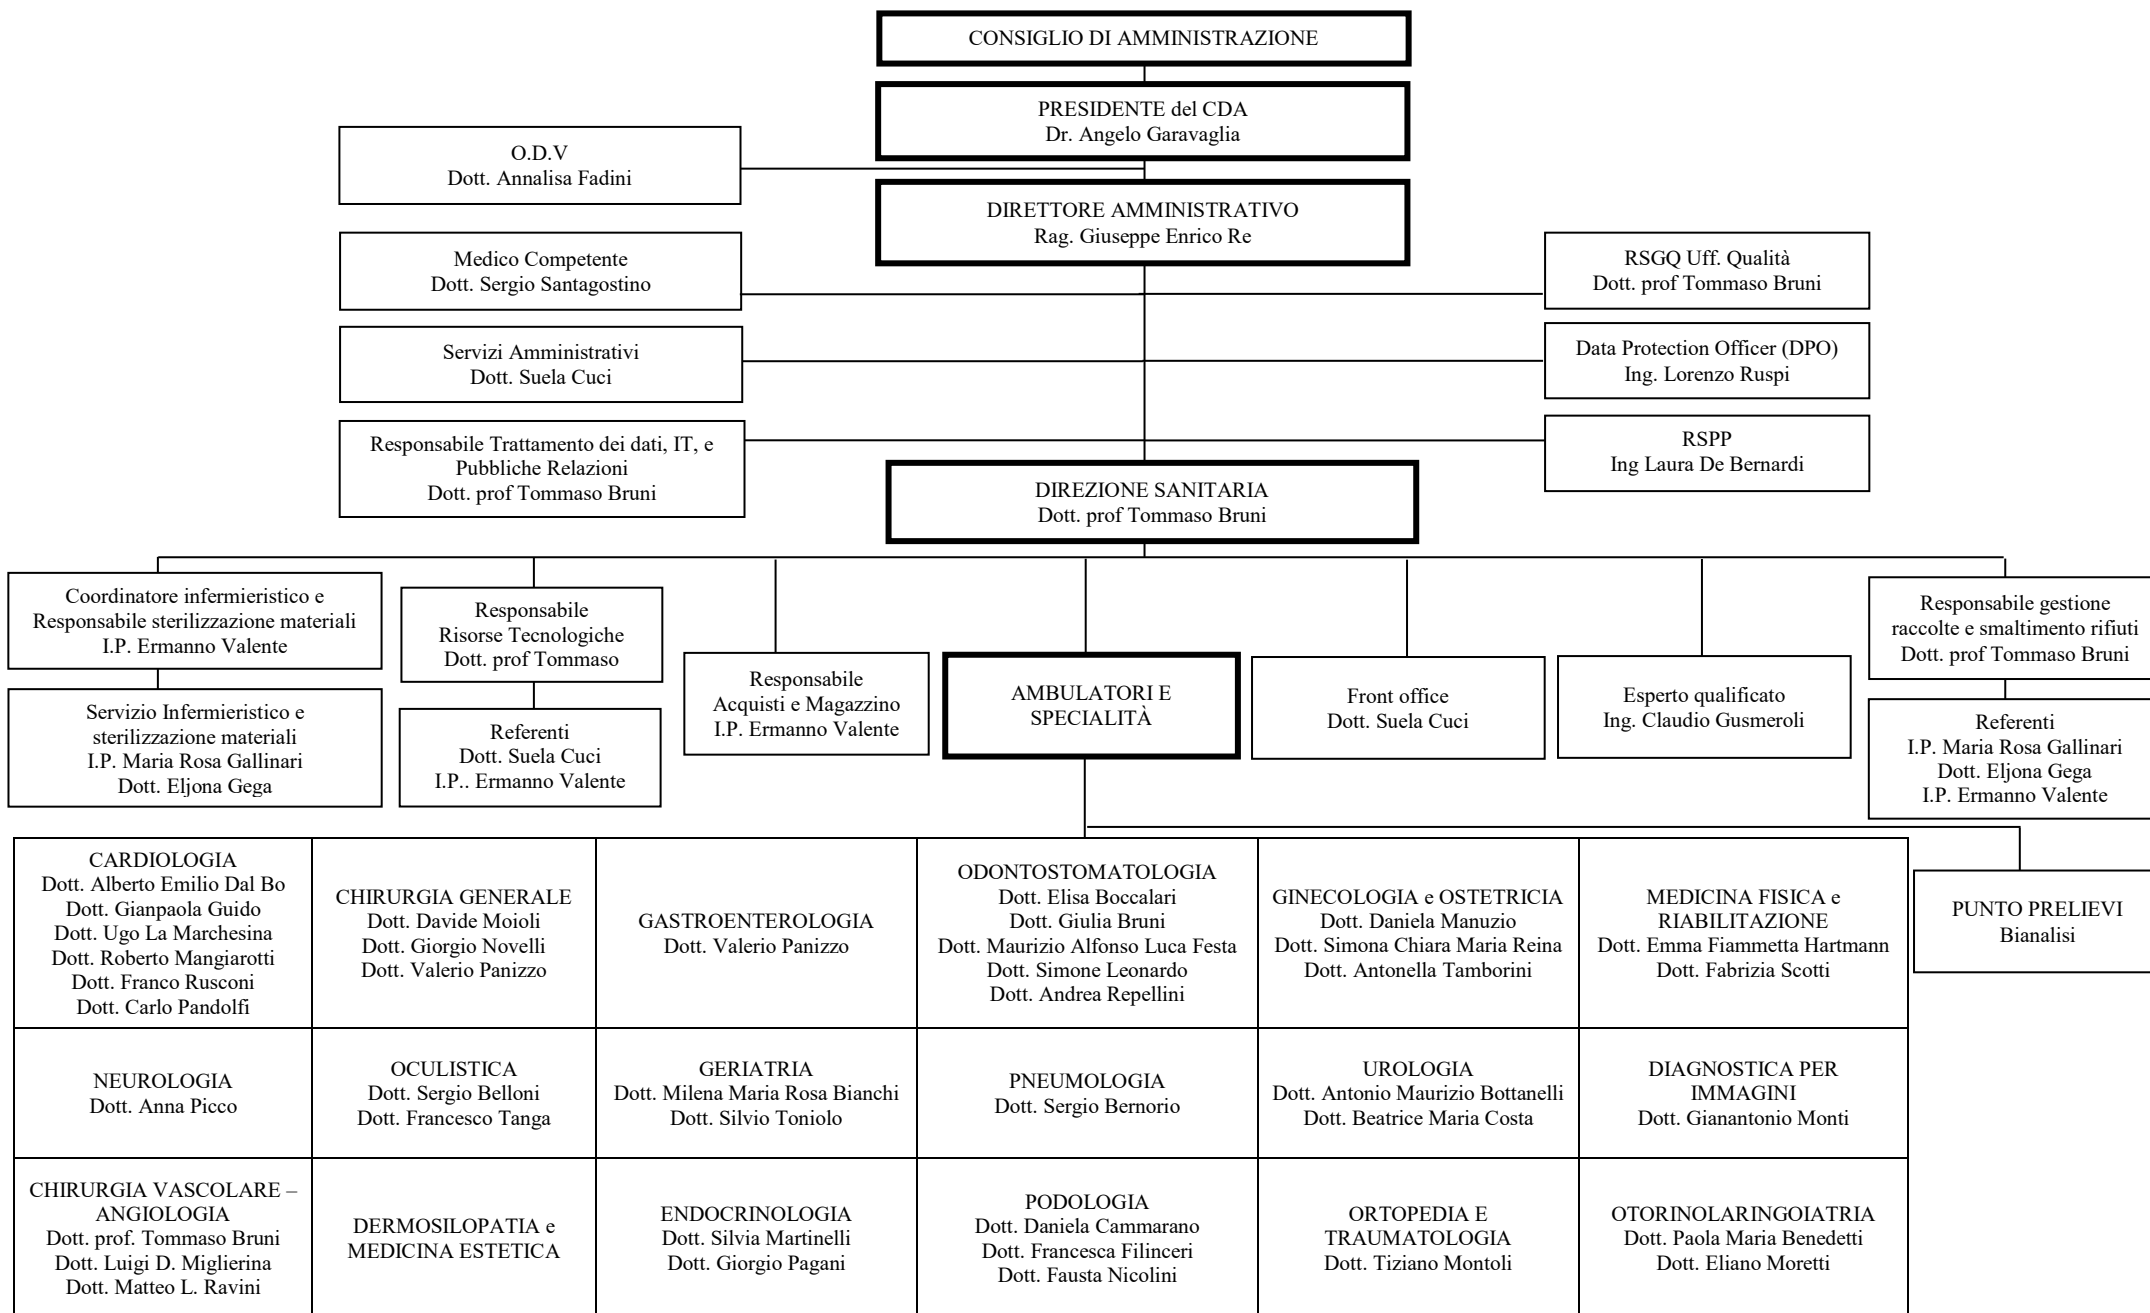 CONSIGLIO DI AMMINISTRAZIONE
PRESIDENTE del CDA
Dr. Angelo Garavaglia
O.D.V
Dott. Annalisa Fadini
DIRETTORE AMMINISTRATIVO
Rag. Giuseppe Enrico Re
Medico Competente
Dott. Sergio Santagostino
RSGQ Uff. Qualità
Dott. prof Tommaso Bruni
Servizi Amministrativi
Dott. Suela Cuci
Data Protection Officer (DPO)
Ing. Lorenzo Ruspi
Responsabile Trattamento dei dati, IT, e
Pubbliche Relazioni
Dott. prof Tommaso Bruni
RSPP
Ing Laura De Bernardi
DIREZIONE SANITARIA
Dott. prof Tommaso Bruni
Coordinatore infermieristico e
Responsabile sterilizzazione materiali
I.P. Ermanno Valente
Servizio Infermieristico e
sterilizzazione materiali
I.P. Maria Rosa Gallinari
Dott. Eljona Gega
Responsabile
Risorse Tecnologiche
Dott. prof Tommaso
Referenti
Dott. Suela Cuci
I.P.. Ermanno Valente
Responsabile
Acquisti e Magazzino
I.P. Ermanno Valente
AMBULATORI E
SPECIALITÀ
Front office
Dott. Suela Cuci
Esperto qualificato
Ing. Claudio Gusmeroli
Responsabile gestione
raccolte e smaltimento rifiuti
Dott. prof Tommaso Bruni
Referenti
I.P. Maria Rosa Gallinari
Dott. Eljona Gega
I.P. Ermanno Valente
CARDIOLOGIA
Dott. Alberto Emilio Dal Bo
Dott. Gianpaola Guido
Dott. Ugo La Marchesina
Dott. Roberto Mangiarotti
Dott. Franco Rusconi
Dott. Carlo Pandolfi
CHIRURGIA GENERALE
Dott. Davide Moioli
Dott. Giorgio Novelli
Dott. Valerio Panizzo
GASTROENTEROLOGIA
Dott. Valerio Panizzo
ODONTOSTOMATOLOGIA
Dott. Elisa Boccalari
Dott. Giulia Bruni
Dott. Maurizio Alfonso Luca Festa
Dott. Simone Leonardo
Dott. Andrea Repellini
GINECOLOGIA e OSTETRICIA
Dott. Daniela Manuzio
Dott. Simona Chiara Maria Reina
Dott. Antonella Tamborini
MEDICINA FISICA e
RIABILITAZIONE
Dott. Emma Fiammetta Hartmann
Dott. Fabrizia Scotti
PUNTO PRELIEVI
Bianalisi
NEUROLOGIA
Dott. Anna Picco
OCULISTICA
Dott. Sergio Belloni
Dott. Francesco Tanga
GERIATRIA
Dott. Milena Maria Rosa Bianchi
Dott. Silvio Toniolo
PNEUMOLOGIA
Dott. Sergio Bernorio
UROLOGIA
Dott. Antonio Maurizio Bottanelli
Dott. Beatrice Maria Costa
DIAGNOSTICA PER
IMMAGINI
Dott. Gianantonio Monti
CHIRURGIA VASCOLARE –
ANGIOLOGIA
Dott. prof. Tommaso Bruni
Dott. Luigi D. Miglierina
Dott. Matteo L. Ravini
DERMOSILOPATIA e
MEDICINA ESTETICA
ENDOCRINOLOGIA
Dott. Silvia Martinelli
Dott. Giorgio Pagani
PODOLOGIA
Dott. Daniela Cammarano
Dott. Francesca Filinceri
Dott. Fausta Nicolini
ORTOPEDIA E
TRAUMATOLOGIA
Dott. Tiziano Montoli
OTORINOLARINGOIATRIA
Dott. Paola Maria Benedetti
Dott. Eliano Moretti